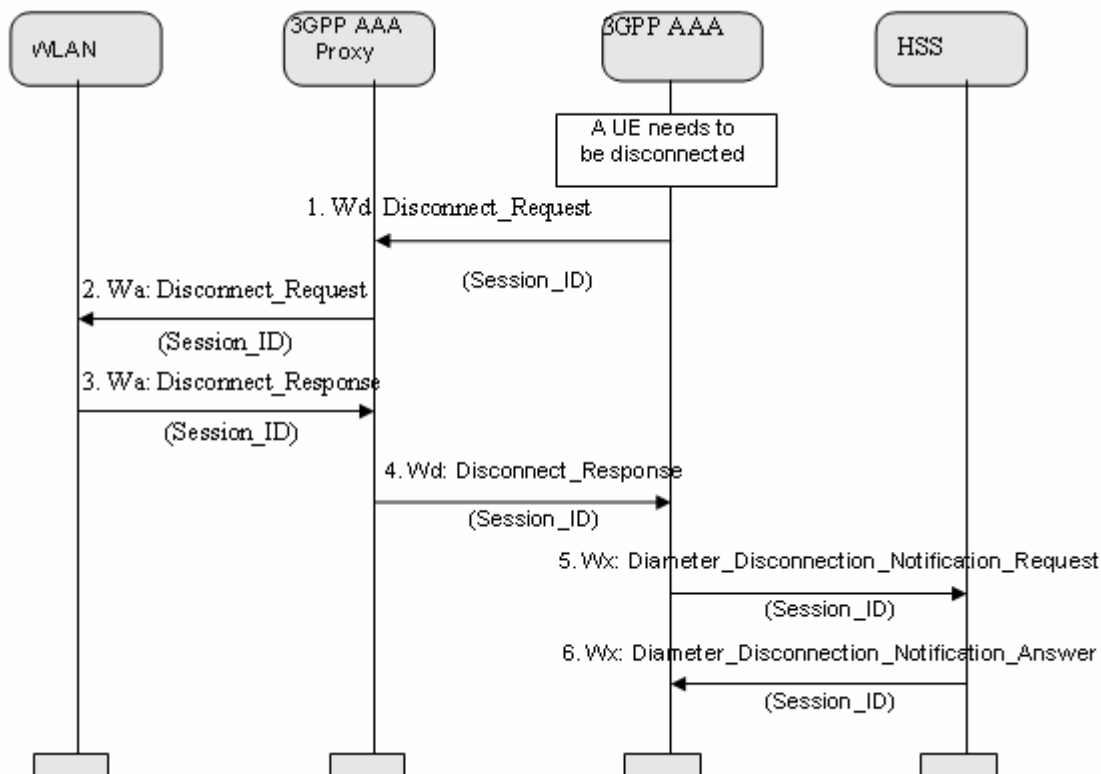 WLAN
3GPP AAA
Proxy
3GPP AAA
HSS
A UE needs to
be disconnected
1. Wd Disconnect_Request
(Session_ID)
2. Wa: Disconnect_Request
(Session_ID)
3. Wa: Disconnect_Response
(Session_ID)
4. Wd: Disconnect_Response
(Session_ID)
5. Wx: Diameter_Disconnection_Notification_Request
(Session_ID)
6. Wx: Diameter_Disconnection_Notification_Answer
(Session_ID)